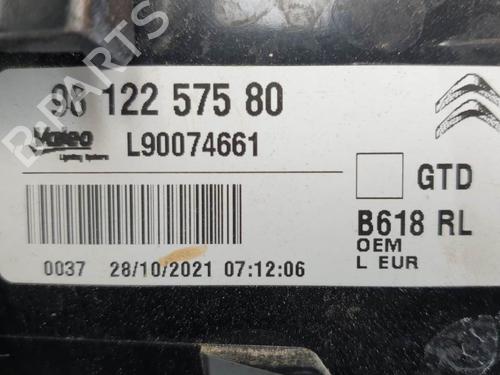 98 122 575 80
Valeo
Lighting Systems
L90074661
GTD
B618 RL
OEM
L EUR
0037 28/10/2021 07:12:06
B-PARTS